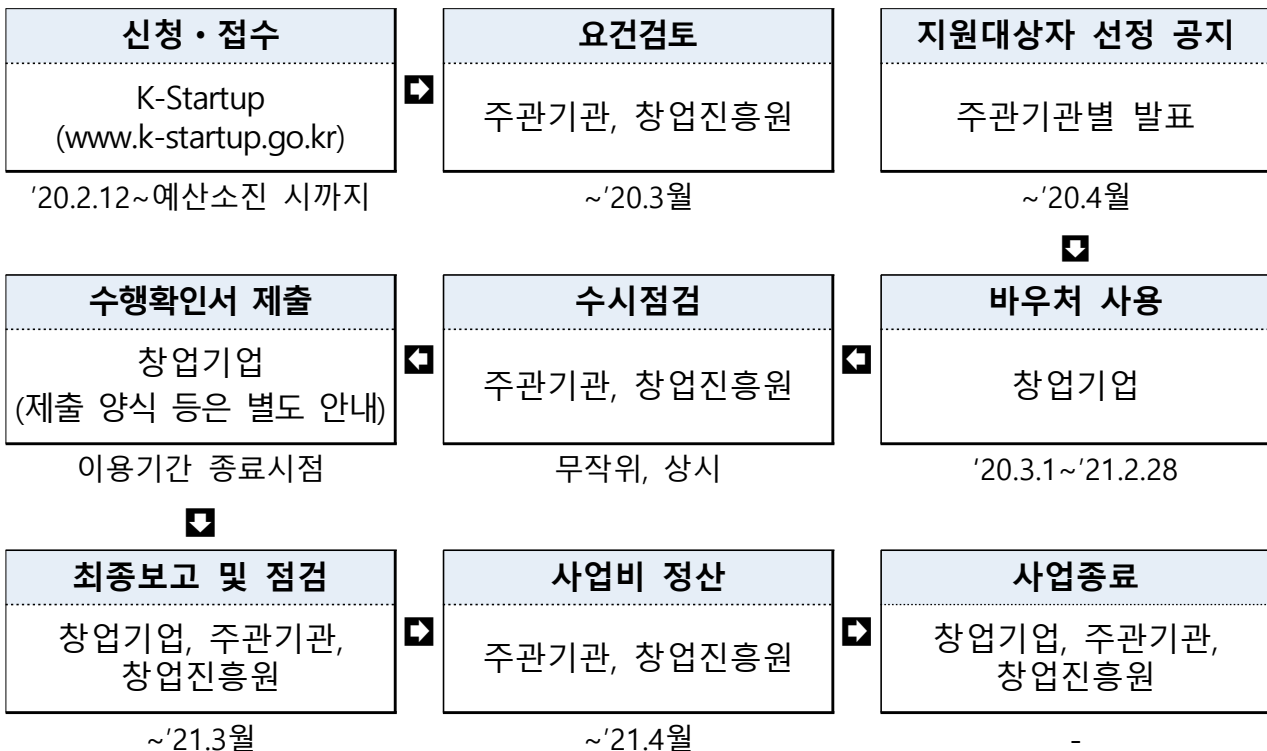 신청·접수
K-Startup
(www.k-startup.go.kr)
'20.2.12~예산소진 시까지
요건검토
주관기관, 창업진흥원
~'20.3월
지원대상자 선정 공지
주관기관별 발표
~'20.4월
바우처 사용
창업기업
'20.3.1~'21.2.28
수시점검
주관기관, 창업진흥원
무작위, 상시
수행확인서 제출
창업기업
(제출 양식 등은 별도 안내)
이용기간 종료시점
최종보고 및 점검
창업기업, 주관기관,
창업진흥원
~'21.3월
사업비 정산
주관기관, 창업진흥원
~'21.4월
사업종료
창업기업, 주관기관,
창업진흥원
-